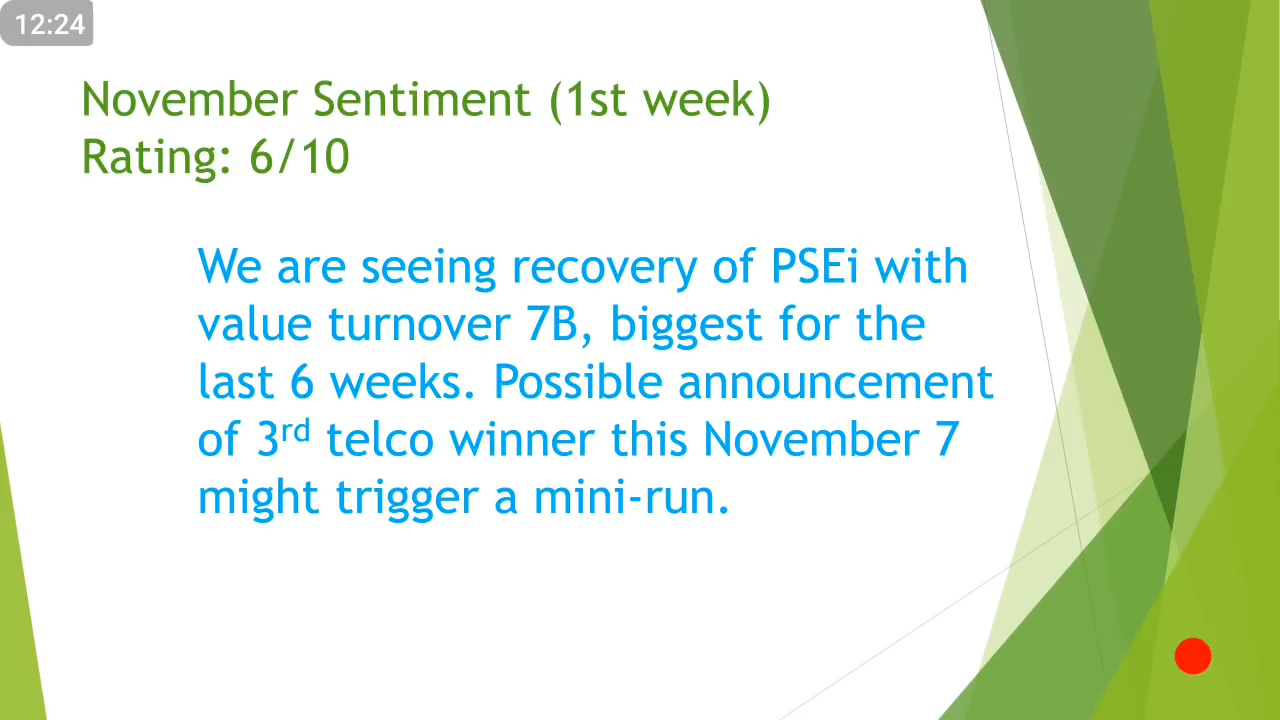 12:24
November Sentiment (1st week)
Rating: 6/10
We are seeing recovery of PSEi with
value turnover 7B, biggest for the
last 6 weeks. Possible announcement
of 3rd telco winner this November 7
might trigger a mini-run.